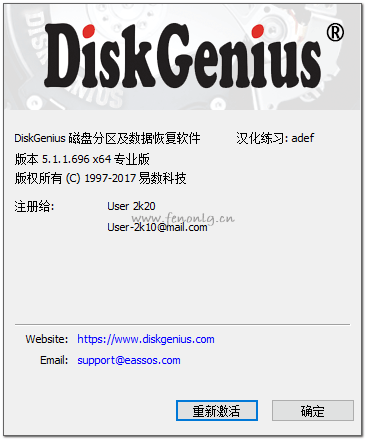 DiskGenius®
DiskGenius 磁盘分区及数据恢复软件 汉化练习: adef
版本 5.1.1.696 x64 专业版
版权所有 (C) 1997-2017 易数科技
注册给: User 2k20
www.fenonlg.cn
User-2k10@mail.com
Website: https://www.diskgenius.com
Email: support@eassos.com
重新激活 确定